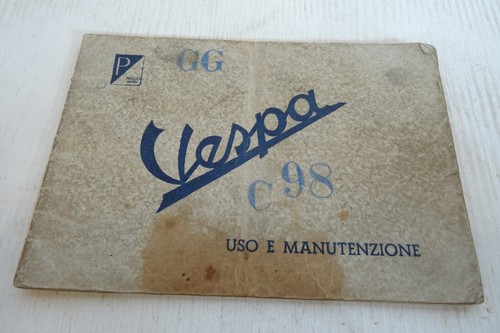 P
GG
Vespa
C 98
USO E MANUTENZIONE